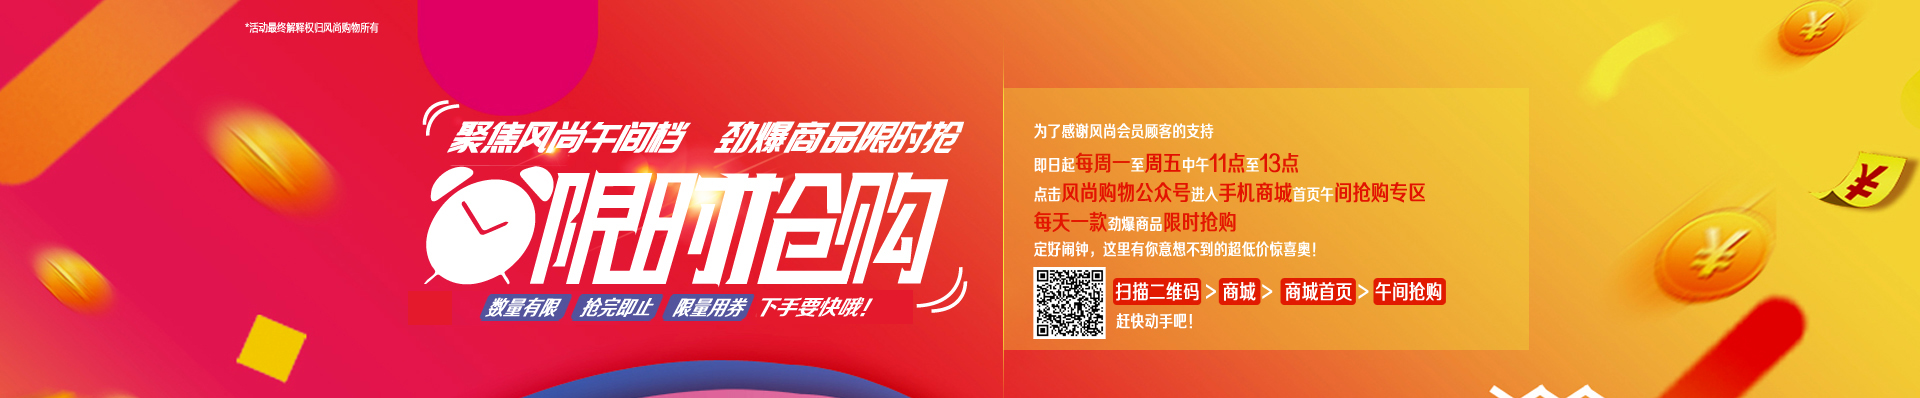 *活动最终解释权归风尚购物所有
聚焦风尚午间档 劲爆商品限时抢
限时抢购
数量有限 抢完即止 限量用券 下手要快哦!
为了感谢风尚会员顾客的支持
即日起每周一至周五中午11点至13点
点击风尚购物公众号进入手机商城首页午间抢购专区
每天一款劲爆商品限时抢购
定好闹钟，这里有你意想不到的超低价惊喜奥!
扫描二维码>商城> 商城首页>午间抢购
赶快动手吧!